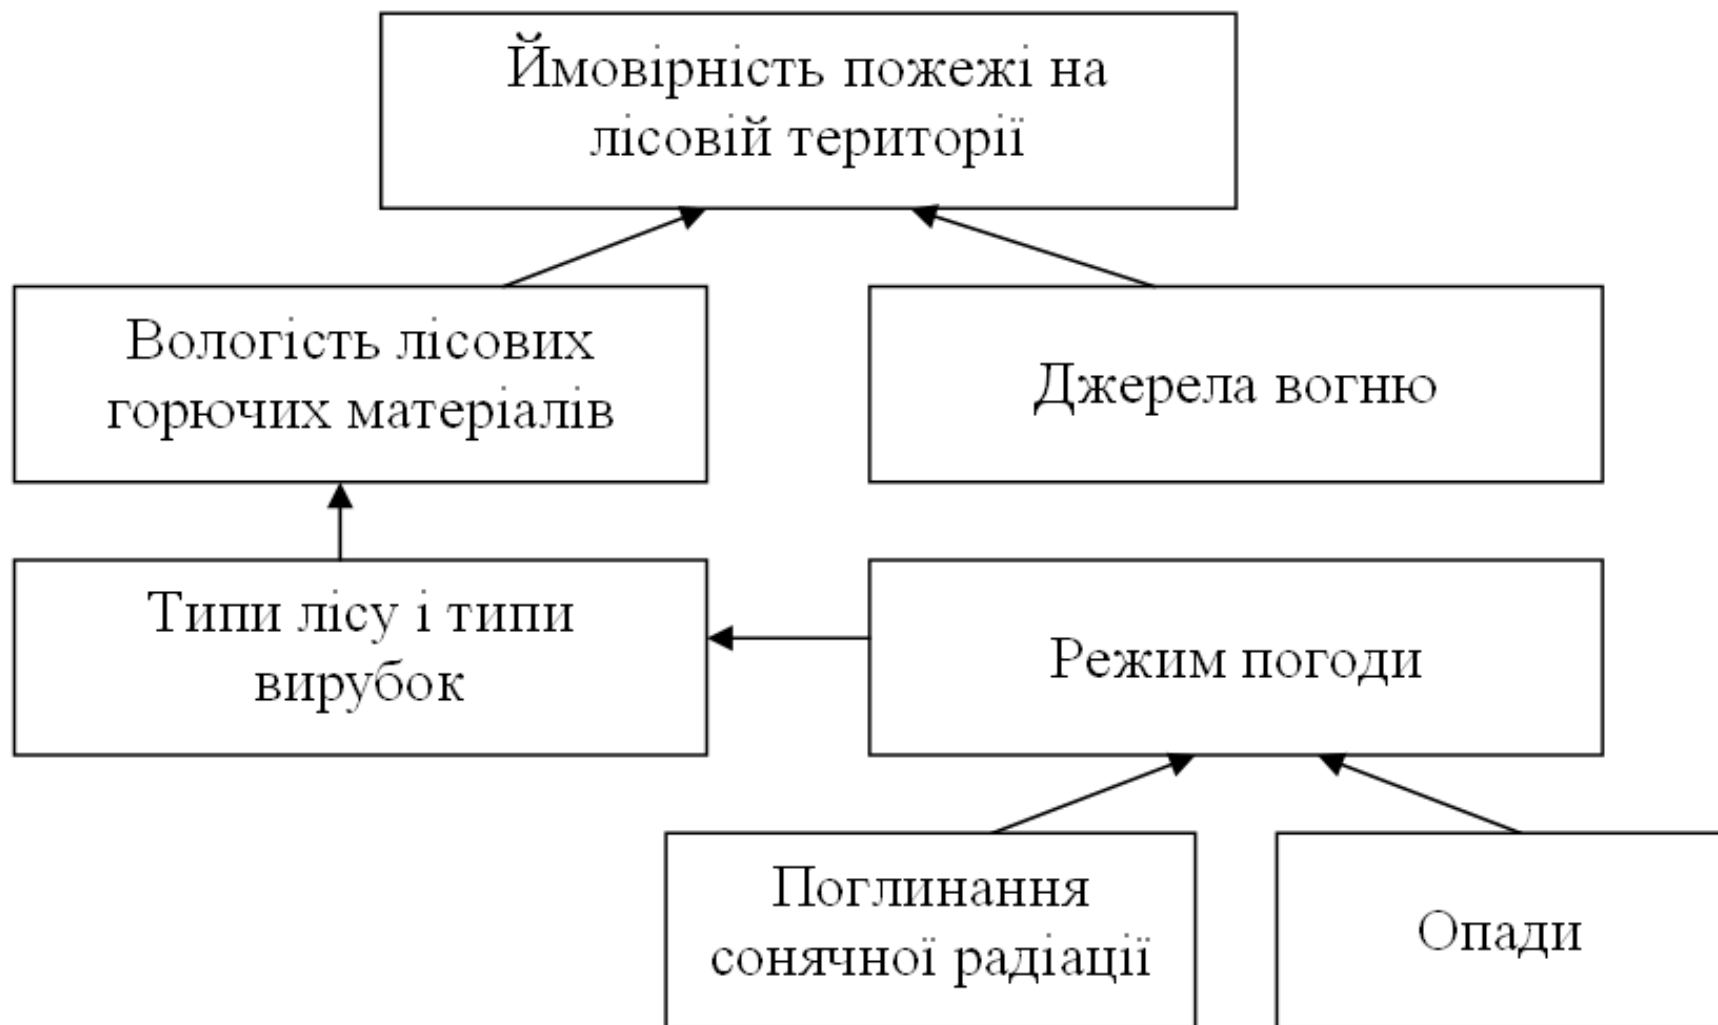 Ймовірність пожежі на
лісовій території
Вологість лісових
горючих матеріалів
Джерела вогню
Типи лісу і типи
вирубок
Режим погоди
Поглинання
сонячної радіації
Опади